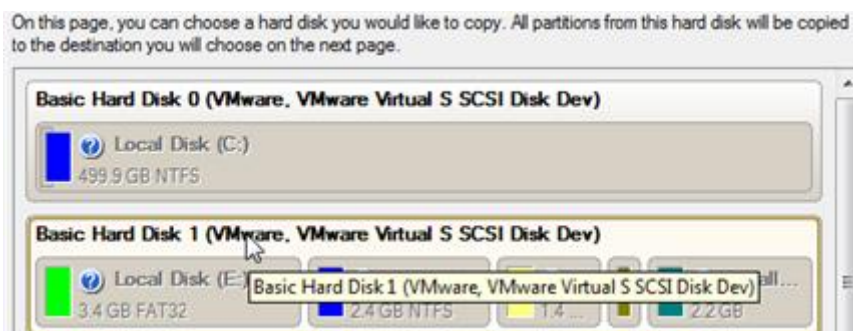 On this page, you can choose a hard disk you would like to copy. All partitions from this hard disk will be copied
to the destination you will choose on the next page.
Basic Hard Disk 0 (VMware, VMware Virtual S SCSI Disk Dev)
Local Disk (C:)
499.9 GB NTFS
Basic Hard Disk 1 (VMware, VMware Virtual S SCSI Disk Dev)
Local Disk (E:)
Basic Hard Disk 1 (VMware, VMware Virtual S SCSI Disk Dev)
all...
3.4 GB FAT32
2.4 GB NTFS
1.4 ...
2.2 GB